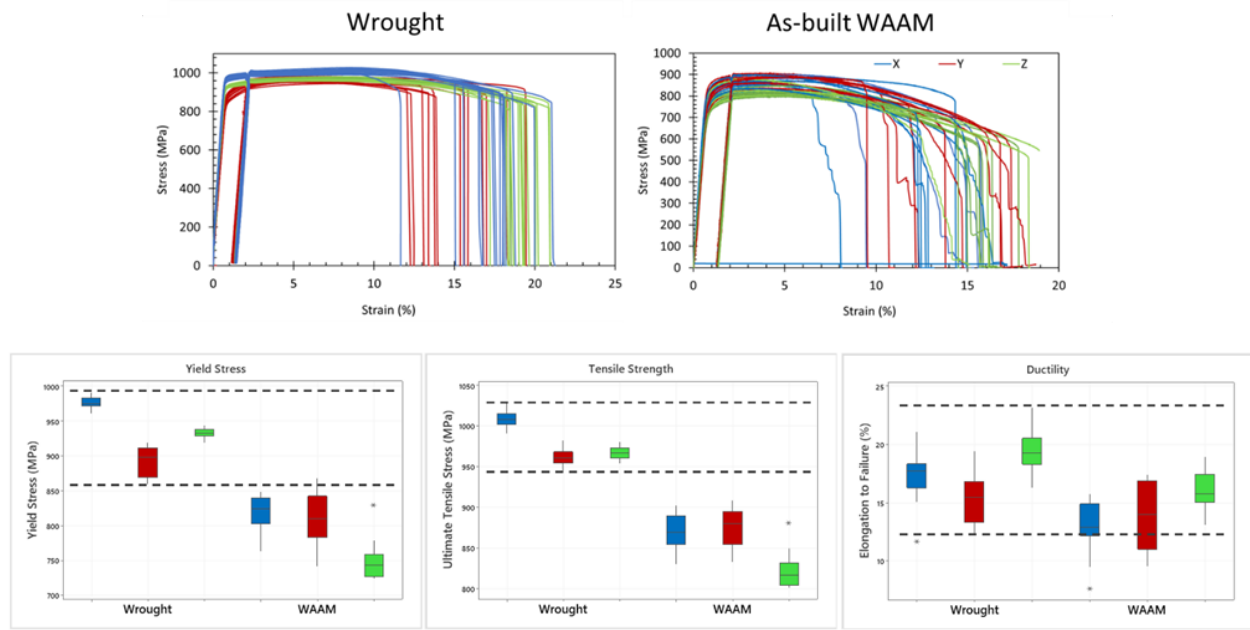 Wrought
As-built WAAM
Stress (MPa)
1000
800
600
400
200
0
0 5 10 15 20 25
Strain (%)
X Y Z
Stress (MPa)
1000
900
800
700
600
500
400
300
200
100
0
0 5 10 15 20
Strain (%)
Yield Stress
Yield Stress (MPa)
1000
950
900
850
800
750
700
Wrought WAAM
Tensile Strength
Ultimate Tensile Stress (MPa)
1050
1000
950
900
850
800
Wrought WAAM
Ductility
Elongation to Failure (%)
25
20
15
10
Wrought WAAM